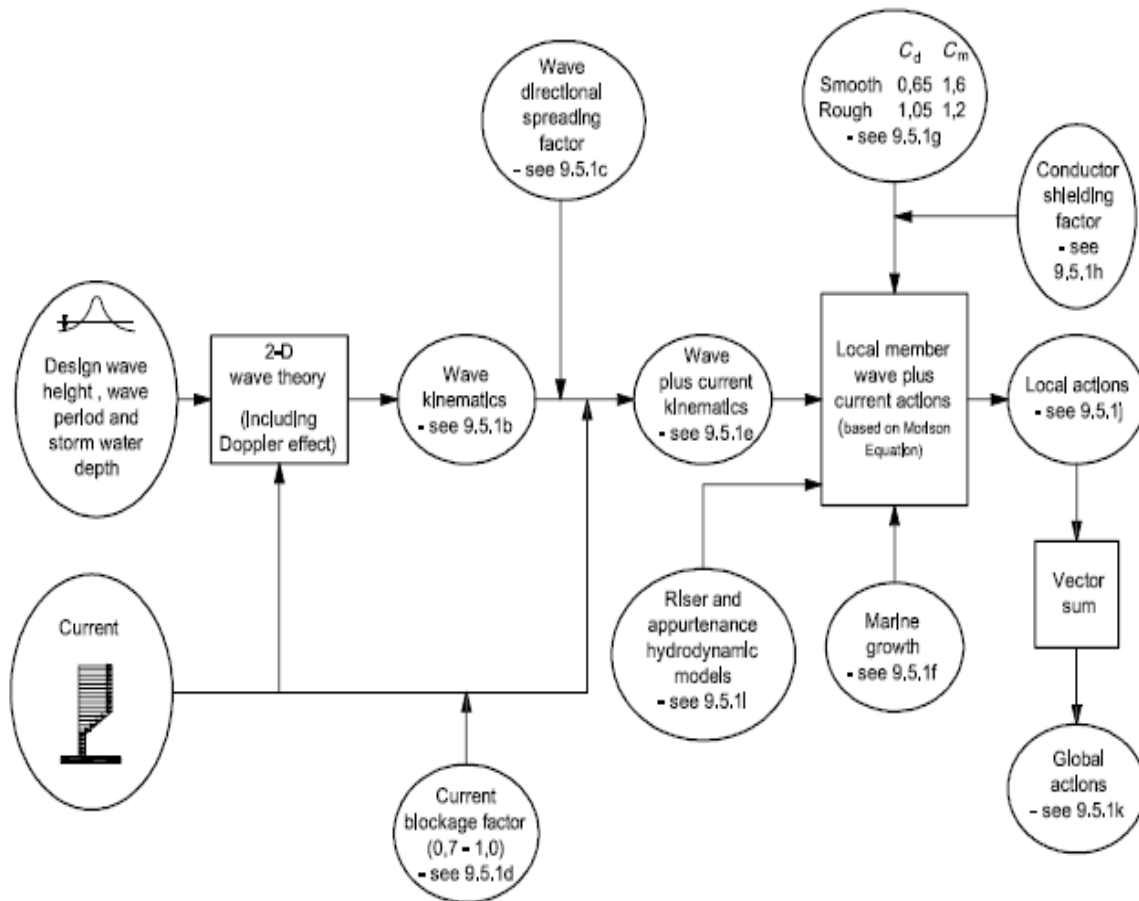 Wave
directional
spreading
factor
- see 9.5.1c
Cd Cm
Smooth 0,65 1,6
Rough 1,05 1,2
- see 9.5.1g
Conductor
shielding
factor
- see
9.5.1h
Design wave
height , wave
period and
storm water
depth
2-D
wave theory
(including
Doppler effect)
Wave
kinematics
- see 9.5.1b
Wave
plus current
kinematics
- see 9.5.1e
Local member
wave plus
current actions
(based on Morison
Equation)
Local actions
- see 9.5.1j
Current
Riser and
appurtenance
hydrodynamic
models
- see 9.5.1i
Marine
growth
- see 9.5.1f
Vector
sum
Current
blockage factor
(0,7 - 1,0)
- see 9.5.1d
Global
actions
- see 9.5.1k